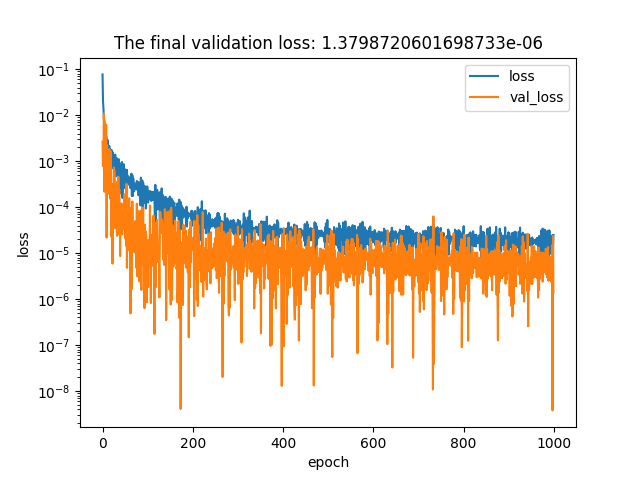 The final validation loss: 1.3798720601698733e-06
loss
val_loss
10⁻¹
10⁻²
10⁻³
10⁻⁴
10⁻⁵
10⁻⁶
10⁻⁷
10⁻⁸
loss
0 200 400 600 800 1000
epoch